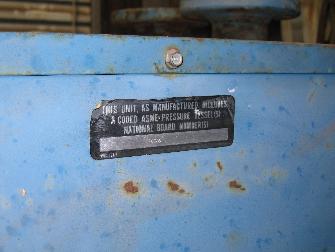 THIS UNIT, AS MANUFACTURED, INCLUDES
A CODED ASME PRESSURE VESSEL(S)
NATIONAL BOARD NUMBER(S)